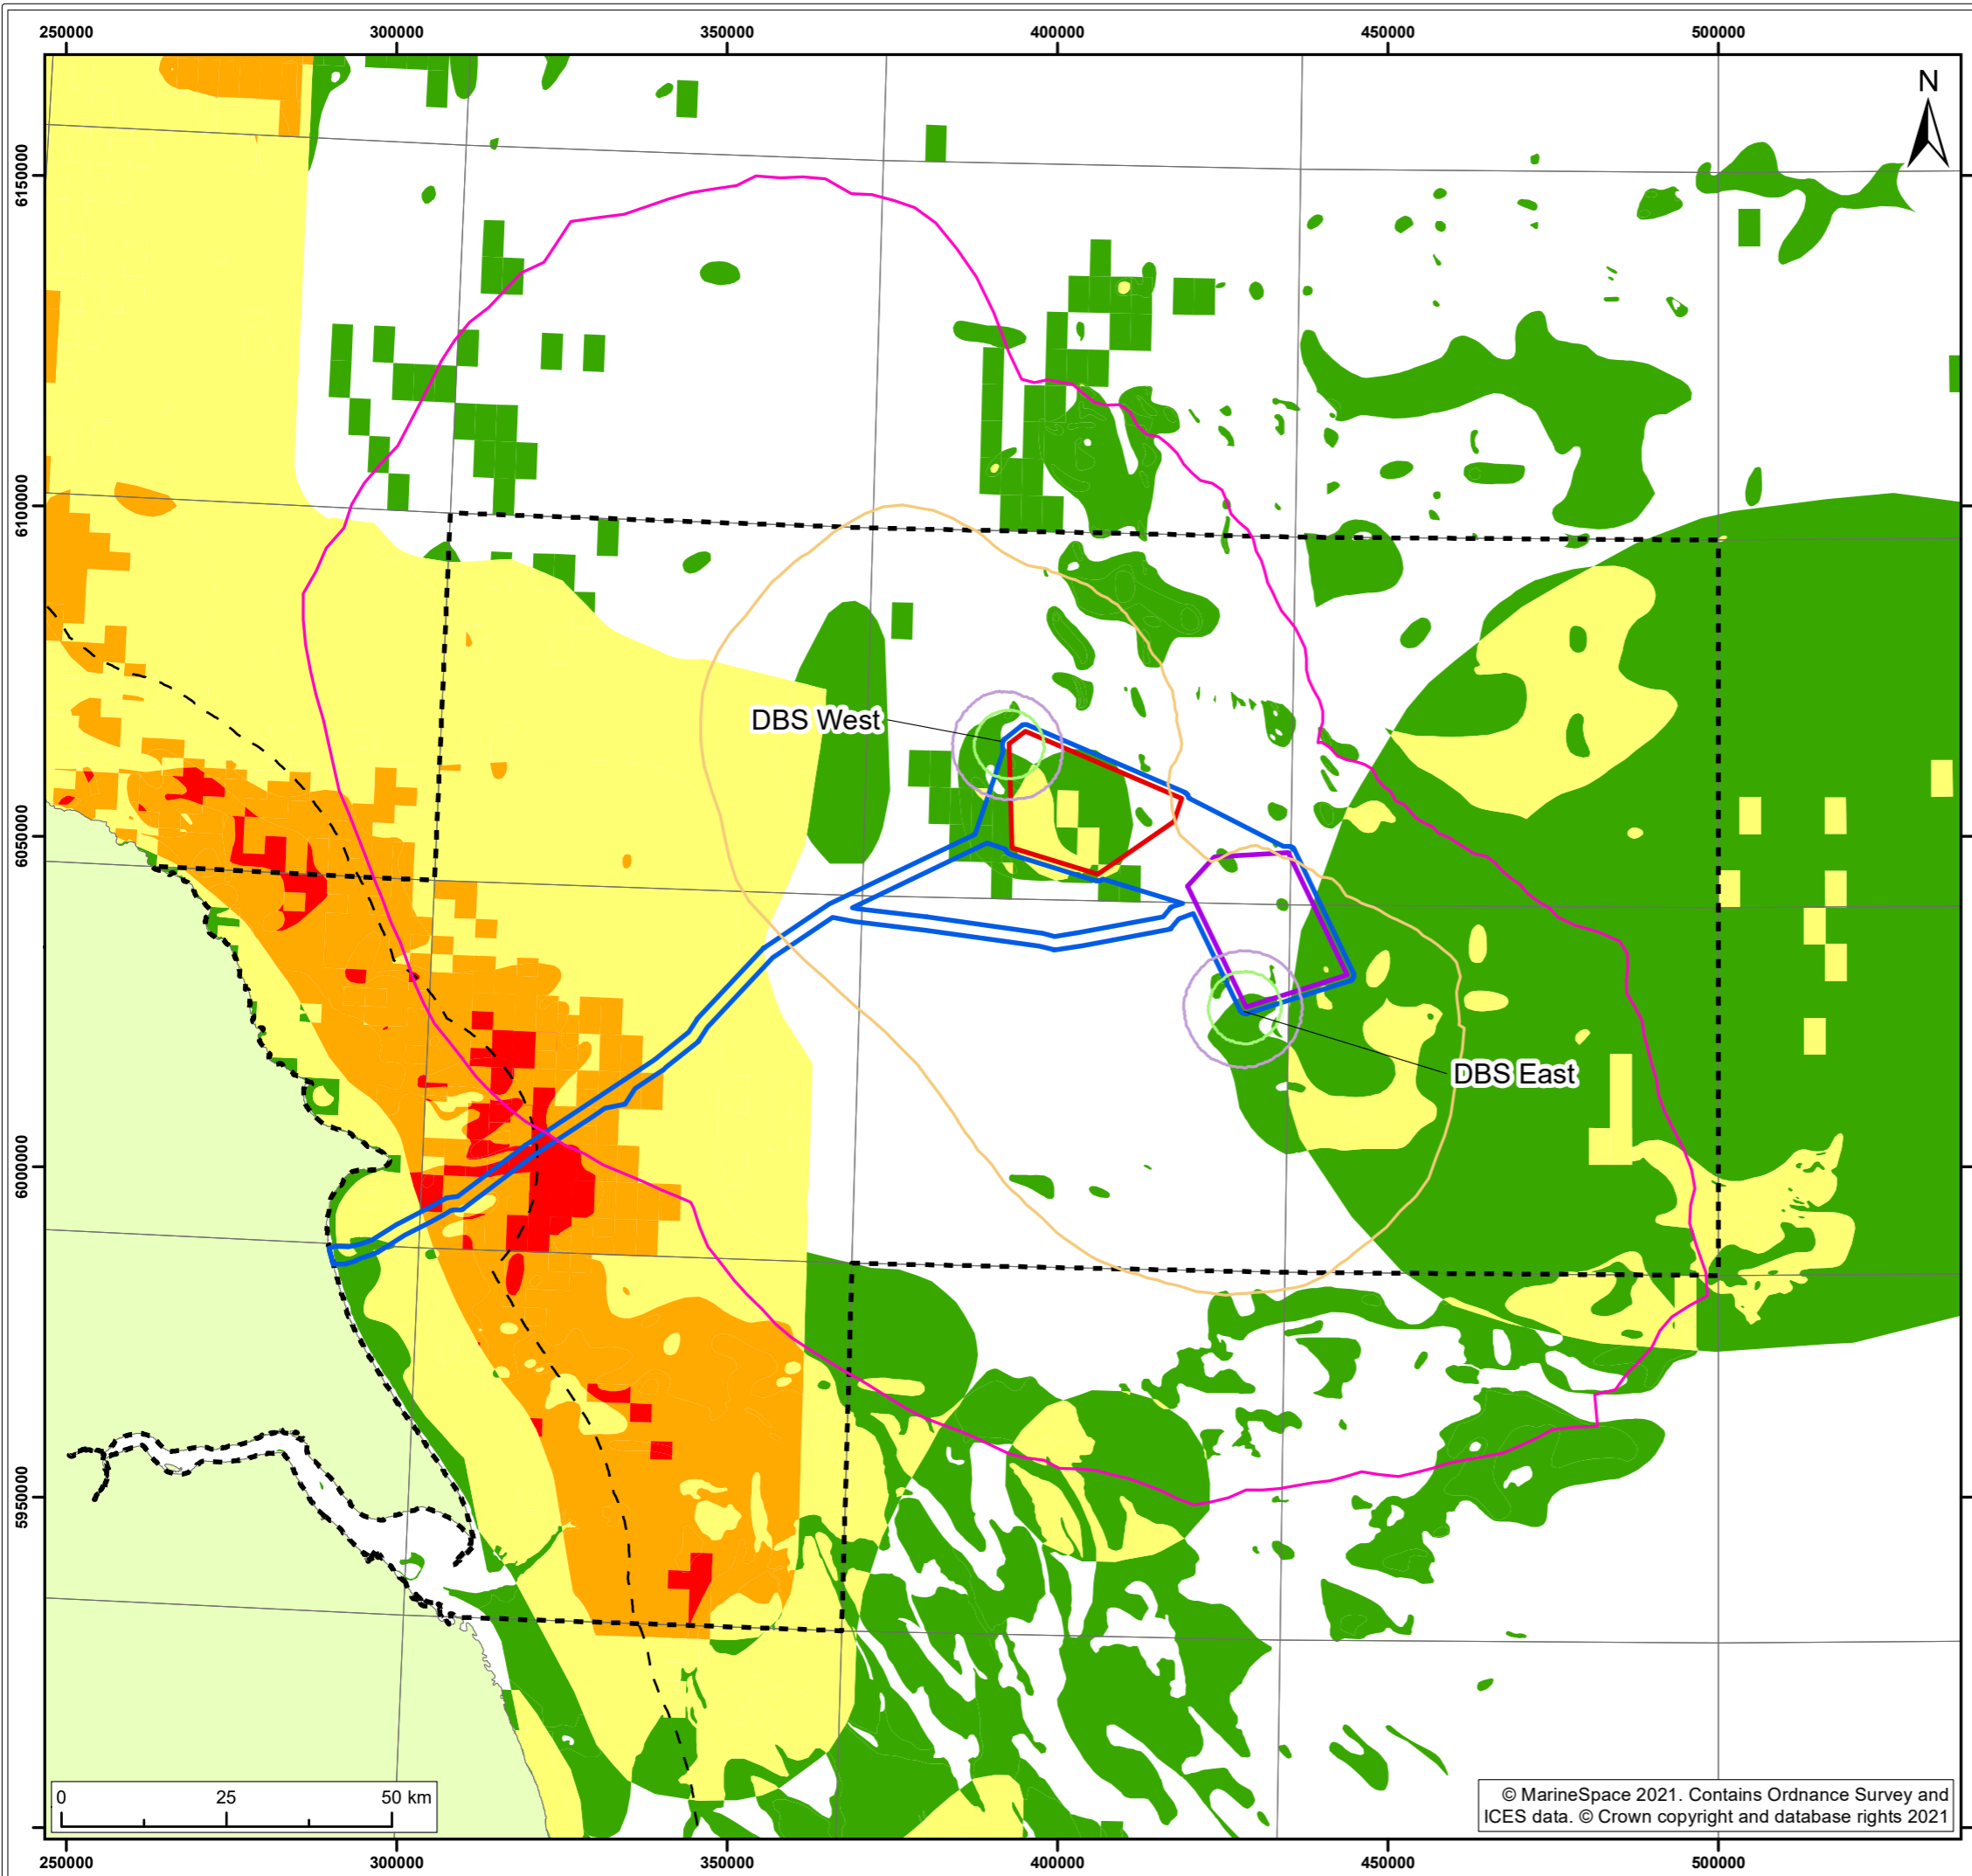 250000 300000 350000 400000 450000 500000
N
6150000
6100000
DBS West
6050000
DBS East
6000000
5950000
0 25 50 km
© MarineSpace 2021. Contains Ordnance Survey and
ICES data. © Crown copyright and database rights 2021
250000 300000 350000 400000 450000 500000